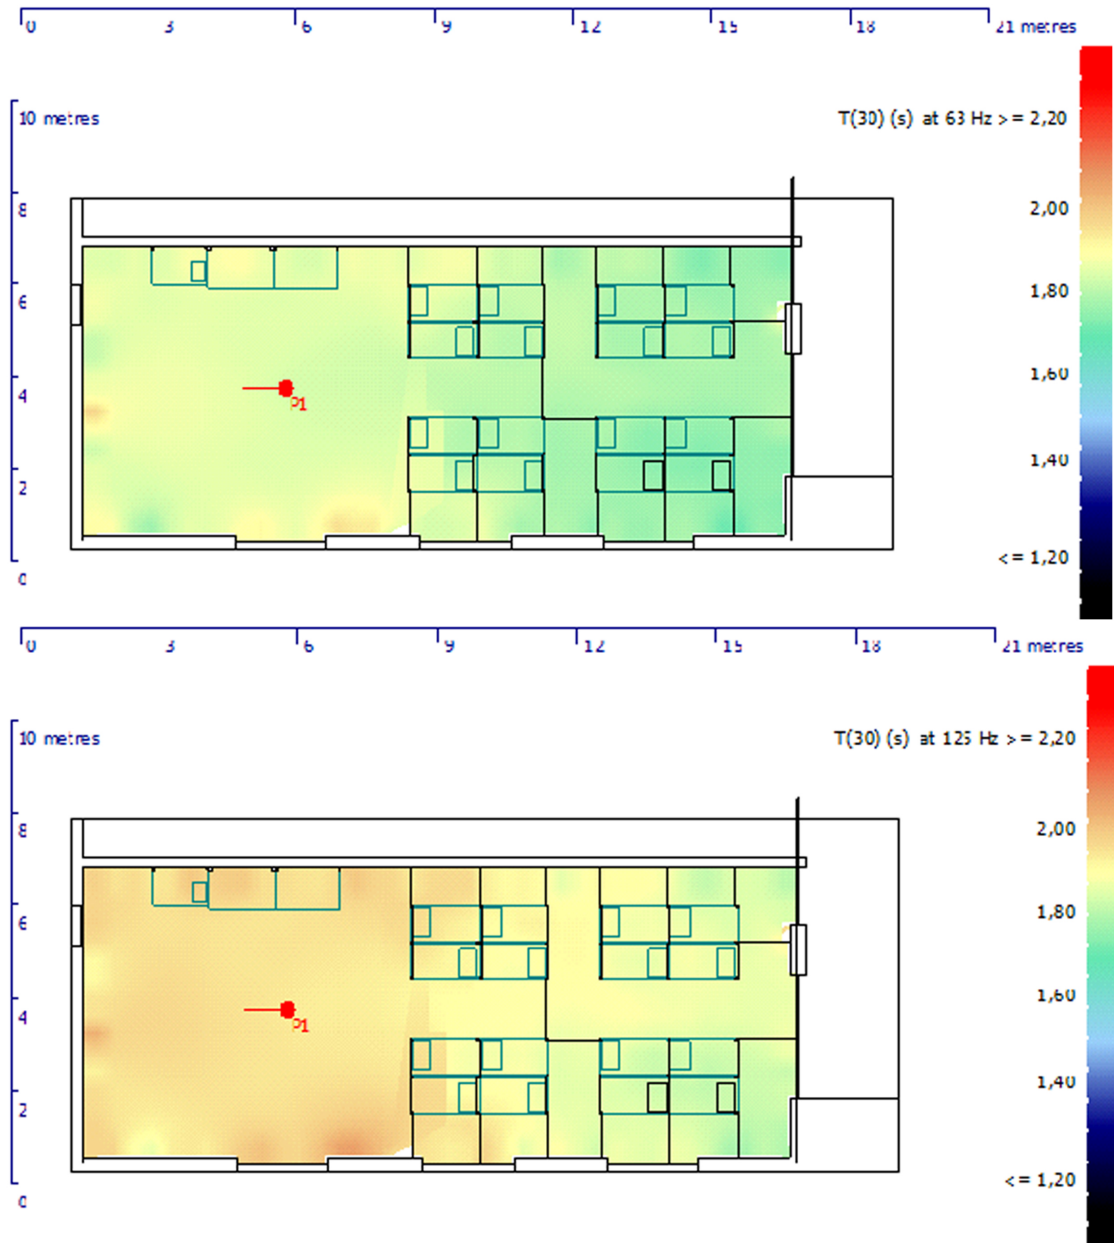 0 3 6 9 12 15 18 21 metres
10 metres
T(30) (s) at 63 Hz >= 2,20
8
2,00
6
1,80
4
1,60
P1
2
1,40
<= 1,20
0
0 3 6 9 12 15 18 21 metres
10 metres
T(30) (s) at 125 Hz >= 2,20
8
2,00
6
1,80
4
1,60
P1
2
1,40
<= 1,20
0